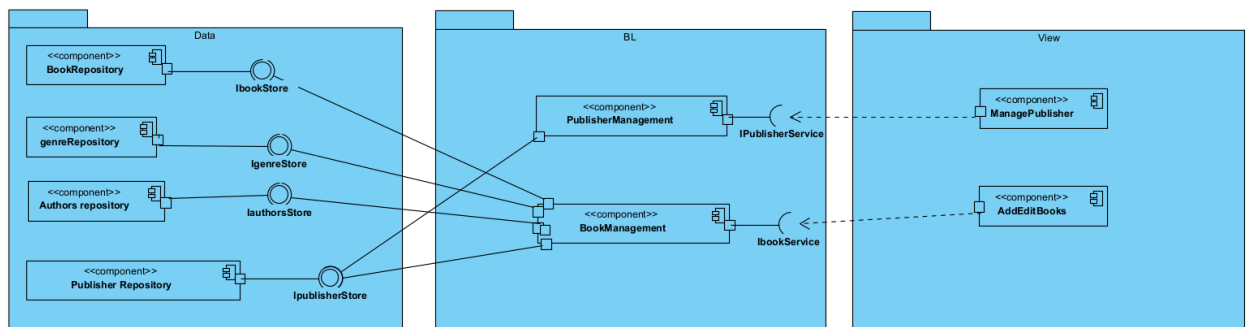 Data
<<component>>
BookRepository
IbookStore
<<component>>
genreRepository
IgenreStore
<<component>>
Authors repository
IauthorsStore
<<component>>
Publisher Repository
IpublisherStore
BL
<<component>>
PublisherManagement
IPublisherService
<<component>>
BookManagement
IbookService
View
<<component>>
ManagePublisher
<<component>>
AddEditBooks